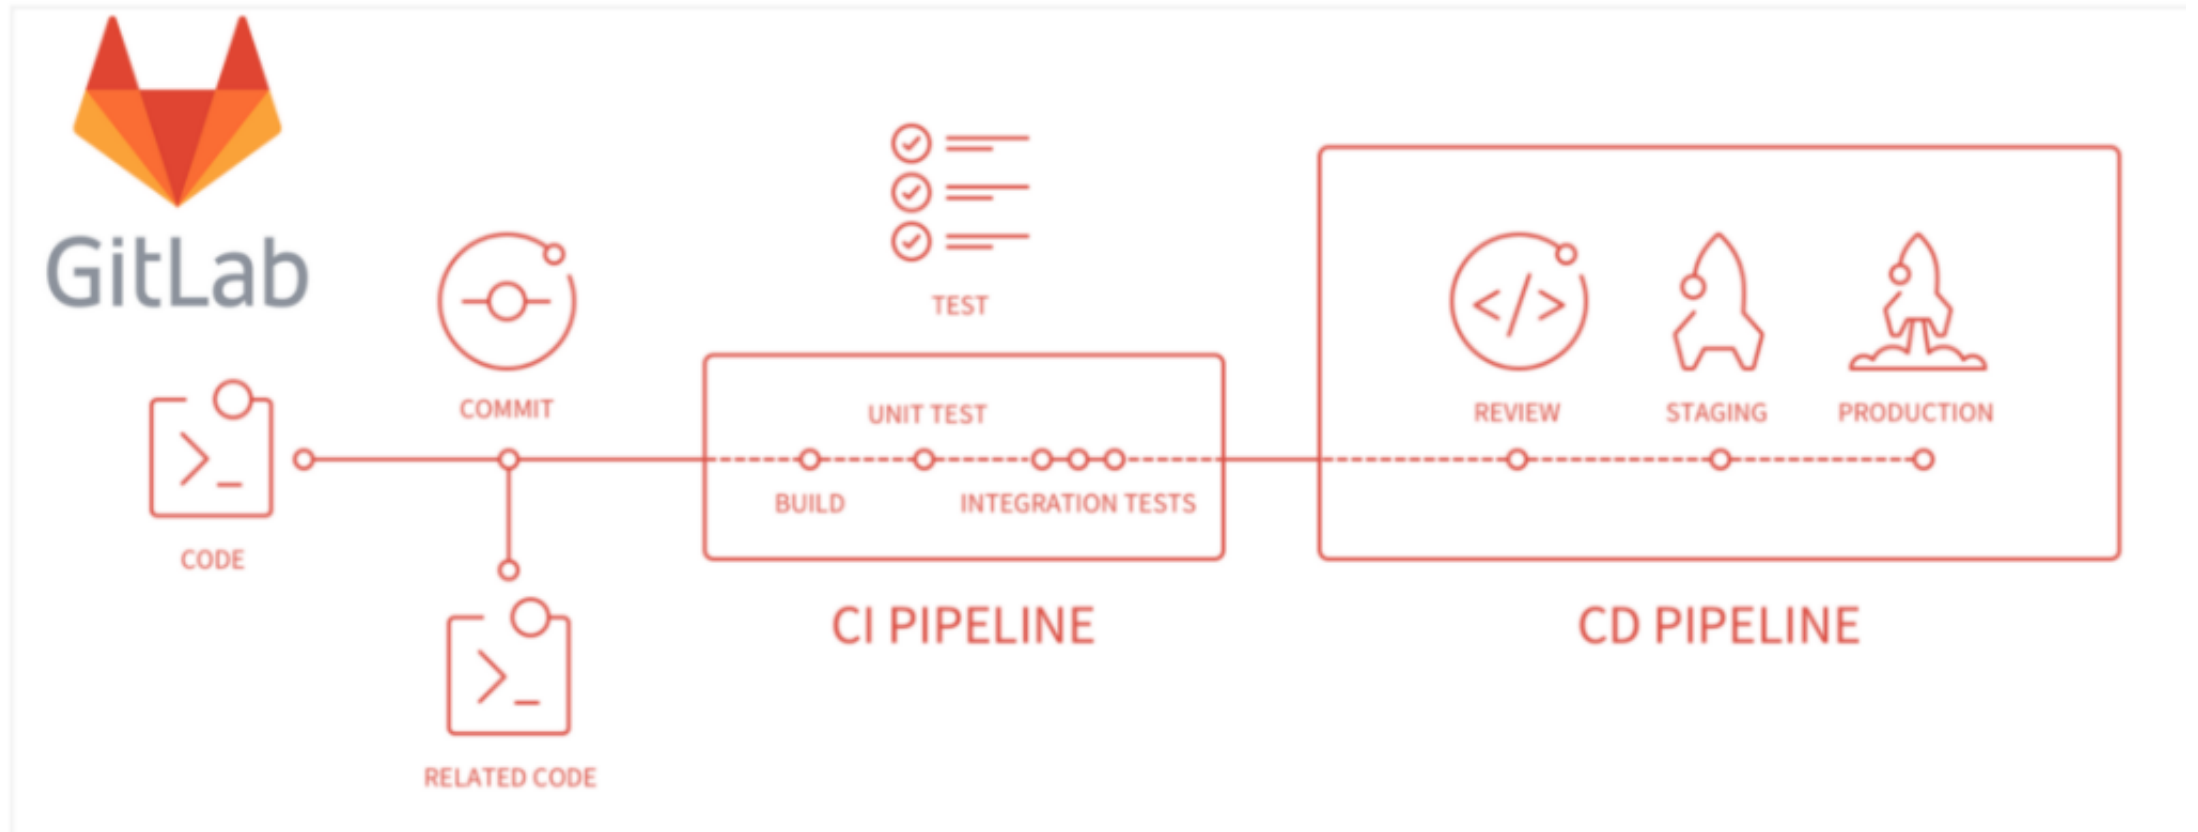 GitLab
CODE
COMMIT
RELATED CODE
TEST
UNIT TEST
BUILD
INTEGRATION TESTS
CI PIPELINE
REVIEW
STAGING
PRODUCTION
CD PIPELINE